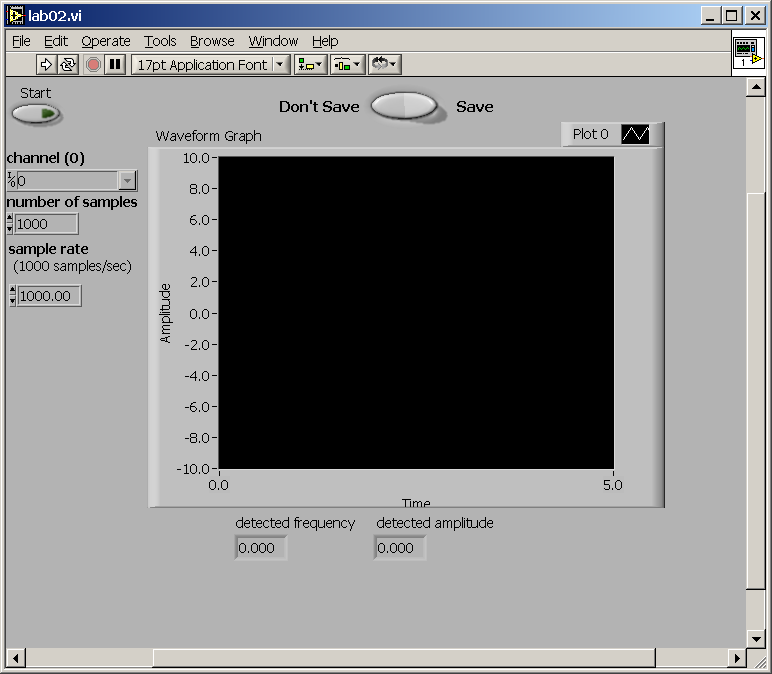 lab02.vi
File Edit Operate Tools Browse Window Help
17pt Application Font
1
Start
Don't Save Save
Waveform Graph Plot 0
channel (0)
0
number of samples
1000
sample rate
(1000 samples/sec)
1000.00
10.0
8.0
6.0
4.0
2.0
0.0
-2.0
-4.0
-6.0
-8.0
-10.0
Amplitude
0.0 5.0
Time
detected frequency detected amplitude
0.000 0.000